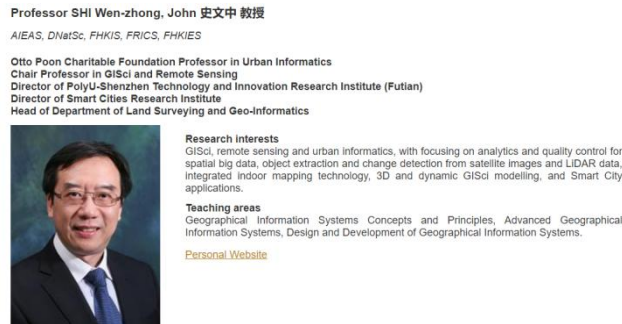 Professor SHI Wen-zhong, John 史文中 教授
AIEAS, DNatSc, FHKIS, FRICS, FHKIES
Otto Poon Charitable Foundation Professor in Urban Informatics
Chair Professor in GISci and Remote Sensing
Director of PolyU-Shenzhen Technology and Innovation Research Institute (Futian)
Director of Smart Cities Research Institute
Head of Department of Land Surveying and Geo-Informatics
Research interests
GISci, remote sensing and urban informatics, with focusing on analytics and quality control for
spatial big data, object extraction and change detection from satellite images and LiDAR data,
integrated indoor mapping technology, 3D and dynamic GISci modelling, and Smart City
applications.
Teaching areas
Geographical Information Systems Concepts and Principles, Advanced Geographical
Information Systems, Design and Development of Geographical Information Systems.
Personal Website